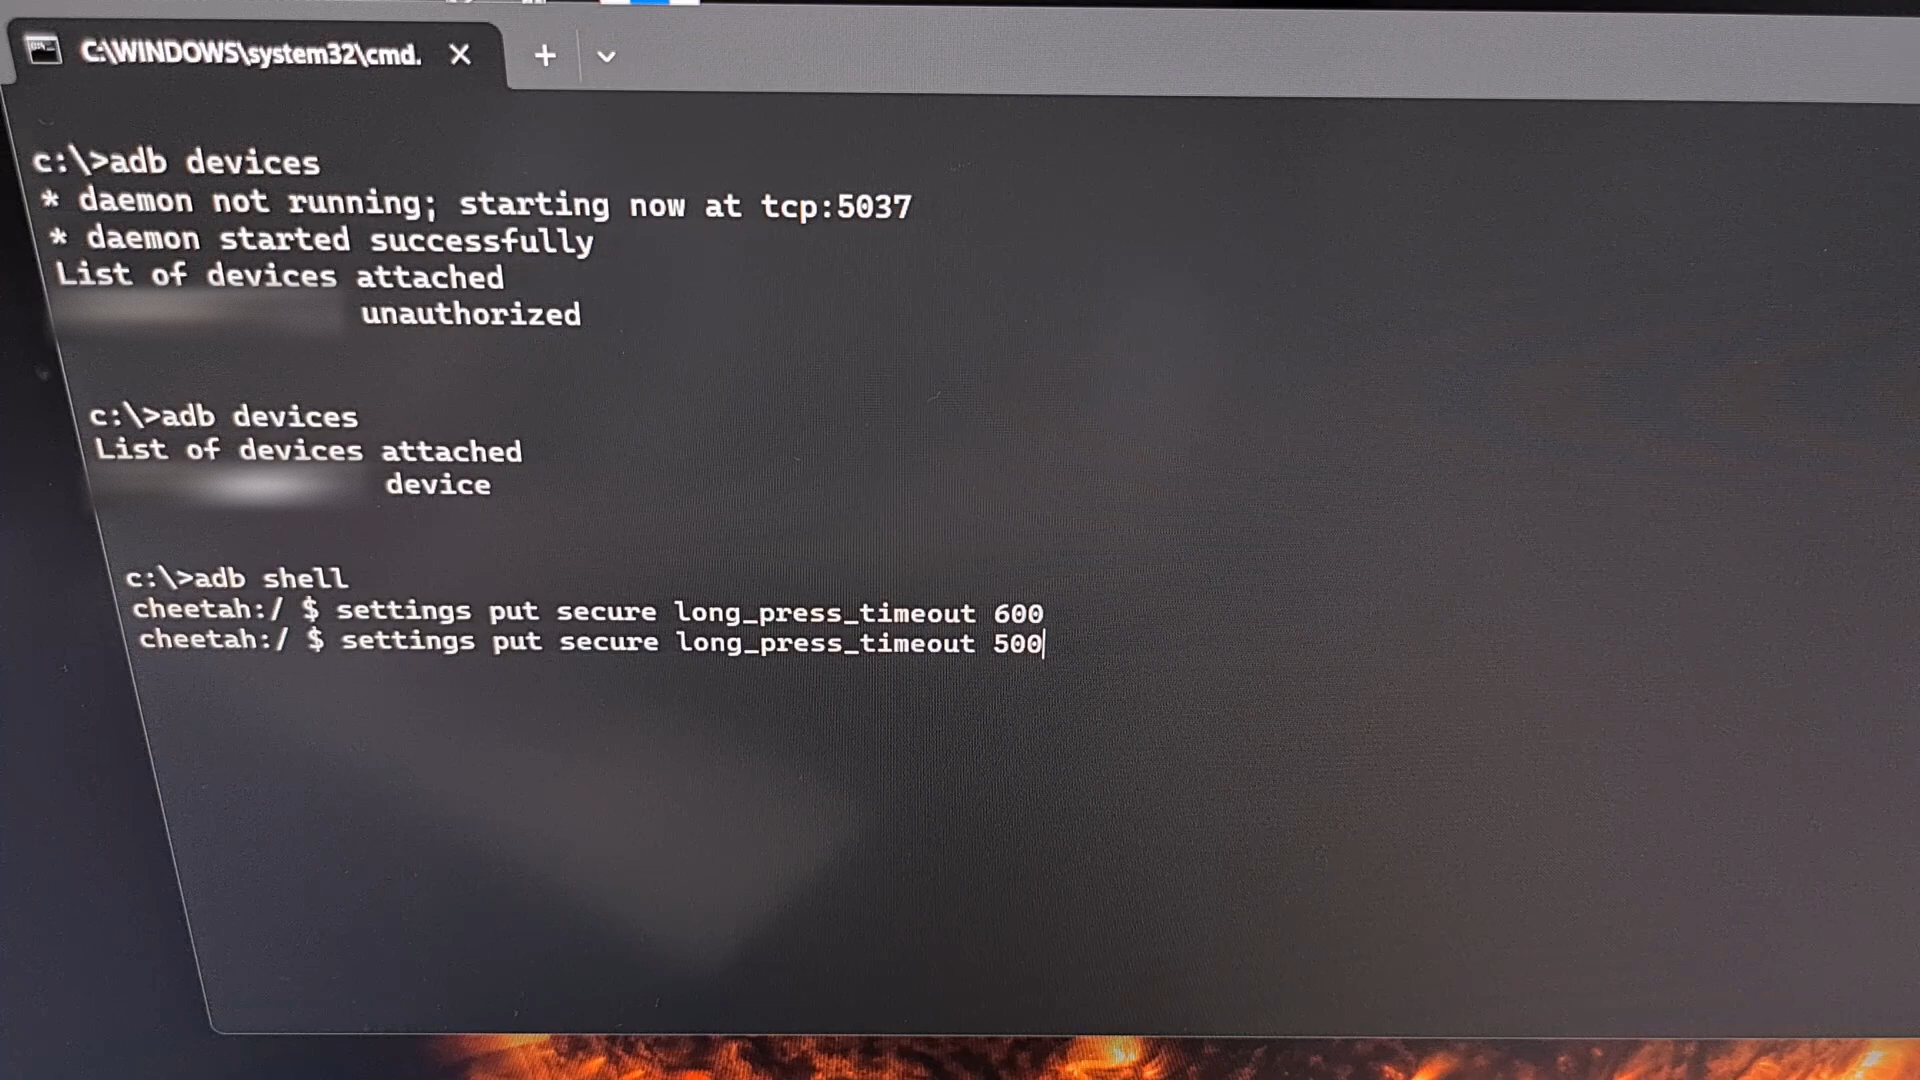 C:\WINDOWS\system32\cmd.
c:\>adb devices
* daemon not running; starting now at tcp:5037
* daemon started successfully
List of devices attached
unauthorized
c:\>adb devices
List of devices attached
device
c:\>adb shell
cheetah:/ $ settings put secure long_press_timeout 600
cheetah:/ $ settings put secure long_press_timeout 500